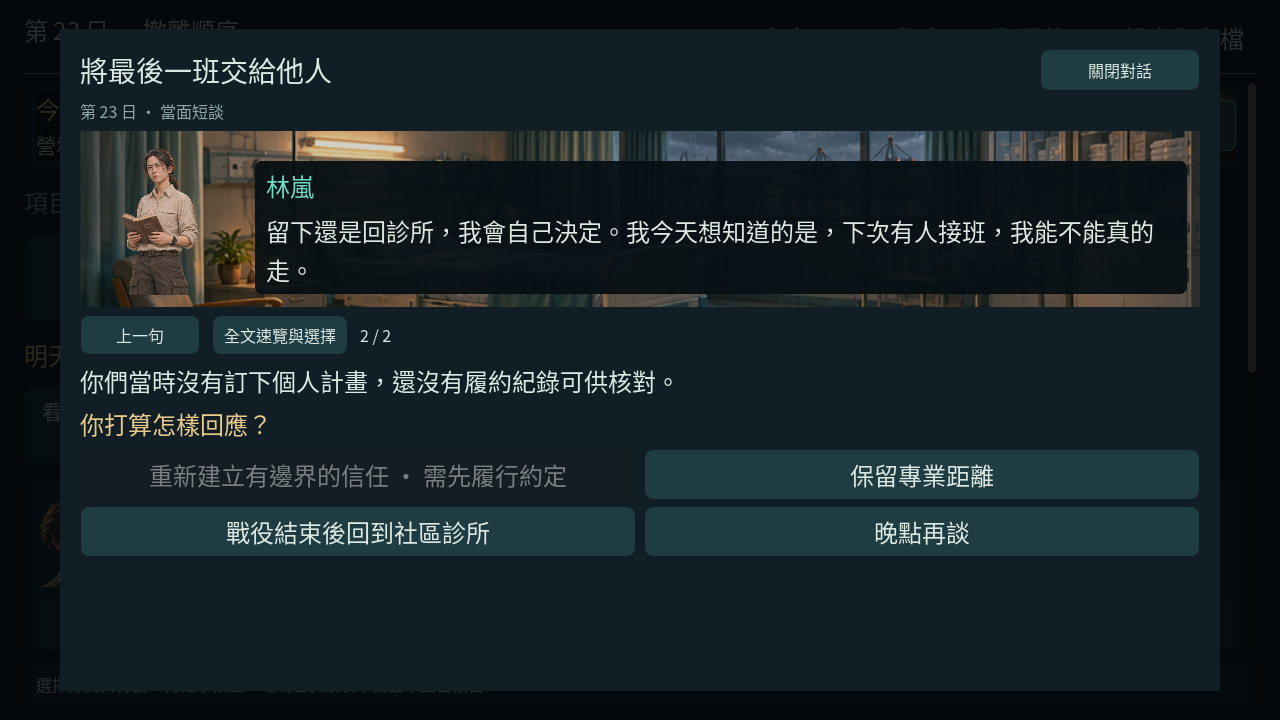 將最後一班交給他人
關閉對話
第 23 日 · 當面短談
林嵐
留下還是回診所，我會自己決定。我今天想知道的是，下次有人接班，我能不能真的
走。
上一句
全文速覽與選擇
2 / 2
你們當時沒有訂下個人計畫，還沒有履約紀錄可供核對。
你打算怎樣回應？
重新建立有邊界的信任 · 需先履行約定
保留專業距離
戰役結束後回到社區診所
晚點再談